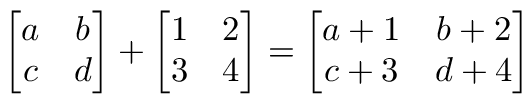 [a b] + [1 2] = [a + 1 b + 2]
[c d] [3 4] [c + 3 d + 4]